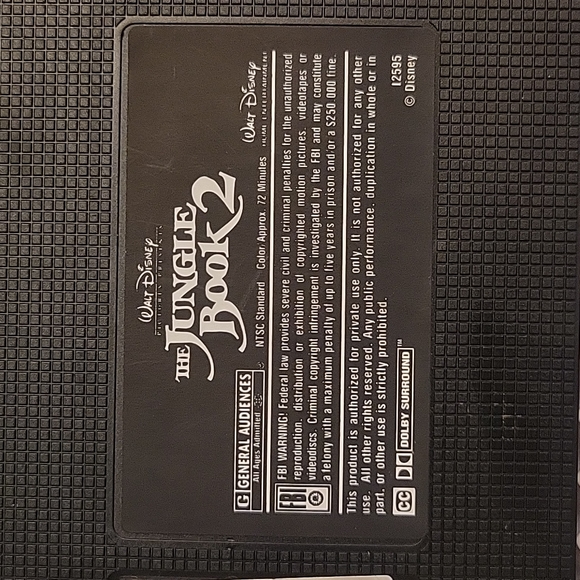 WALT DISNEY
PICTURES PRESENTS
THE JUNGLE
BOOK 2
G GENERAL AUDIENCES
All Ages Admitted
NTSC Standard Color/Approx. 72 Minutes
WALT DISNEY
HOME ENTERTAINMENT
FBI WARNING! Federal law provides severe civil and criminal penalties for the unauthorized
reproduction, distribution or exhibition of copyrighted motion pictures, videotapes or
videodiscs. Criminal copyright infringement is investigated by the FBI and may constitute
a felony with a maximum penalty of up to five years in prison and/or a $250,000 fine.
This product is authorized for private use only. It is not authorized for any other
use. All other rights reserved. Any public performance, duplication in whole or in
part, or other use is strictly prohibited.
CC DOLBY SURROUND™
12595
© Disney